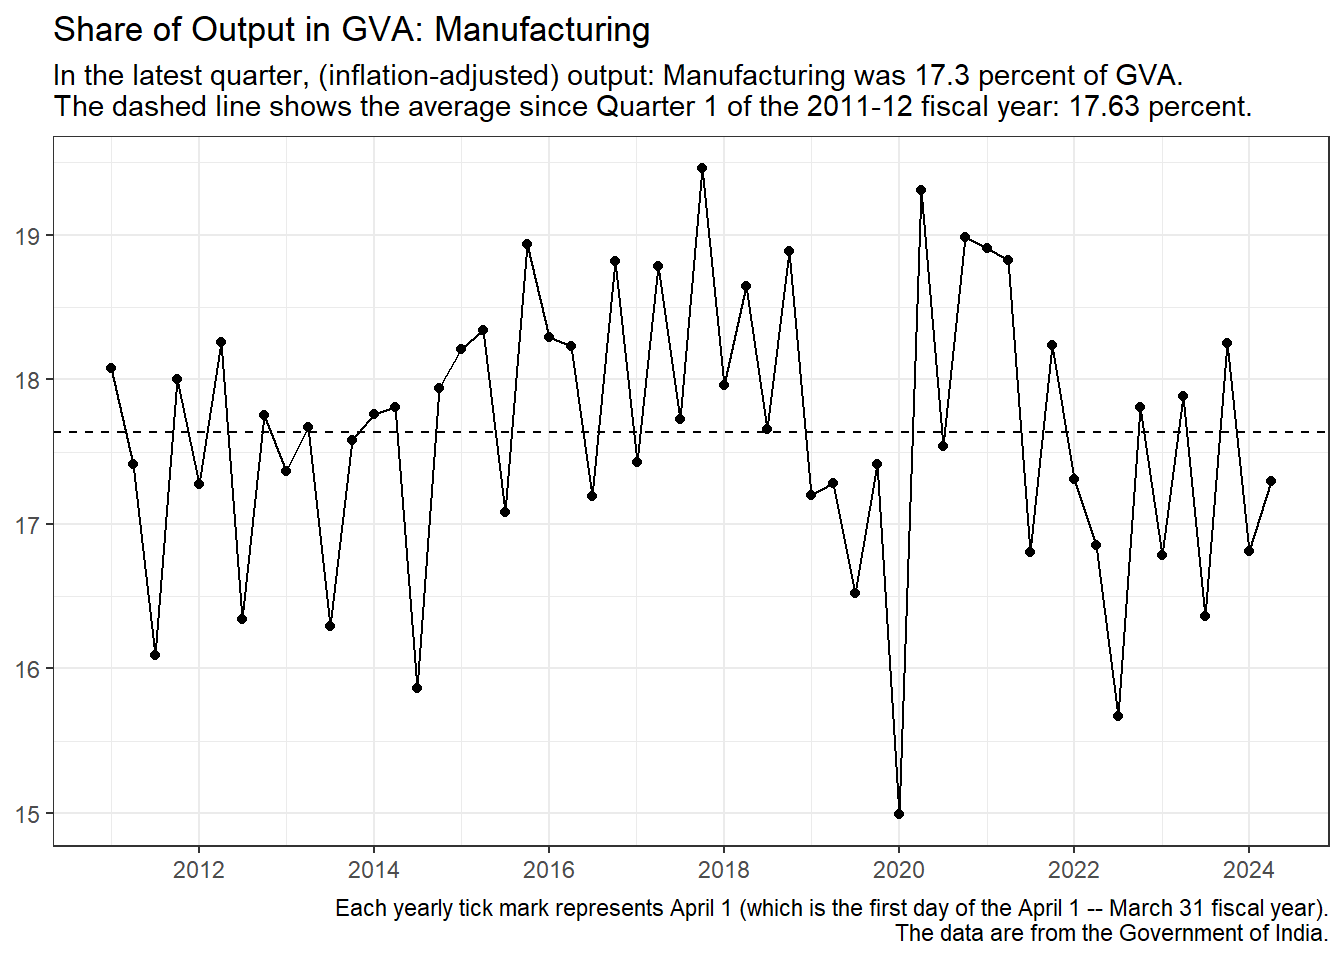 Share of Output in GVA: Manufacturing
In the latest quarter, (inflation-adjusted) output: Manufacturing was 17.3 percent of GVA.
The dashed line shows the average since Quarter 1 of the 2011-12 fiscal year: 17.63 percent.
19
18
17
16
15
2012
2014
2016
2018
2020
2022
2024
Each yearly tick mark represents April 1 (which is the first day of the April 1 -- March 31 fiscal year).
The data are from the Government of India.